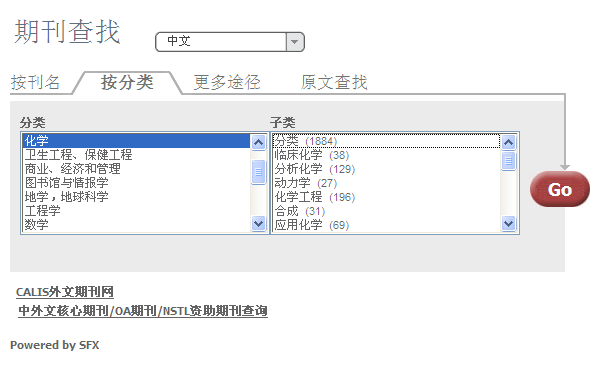 期刊查找
中文
按刊名 按分类 更多途径 原文查找
分类 子类
化学 分类 (1884)
卫生工程、保健工程 临床化学 (38)
商业、经济和管理 分析化学 (129)
图书馆与情报学 动力学 (27)
地学，地球科学 化学工程 (196)
工程学 合成 (31)
数学 应用化学 (69)
Go
CALIS外文期刊网
中外文核心期刊/OA期刊/NSTL资助期刊查询
Powered by SFX